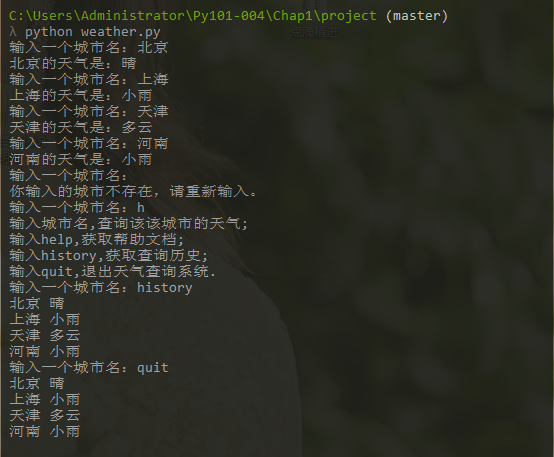 C:\Users\Administrator\Py101-004\Chap1\project (master)
λ python weather.py
输入一个城市名: 北京
北京的天气是: 晴
输入一个城市名: 上海
上海的天气是: 小雨
输入一个城市名: 天津
天津的天气是: 多云
输入一个城市名: 河南
河南的天气是: 小雨
输入一个城市名:
你输入的城市不存在，请重新输入。
输入一个城市名: h
输入城市名,查询该该城市的天气;
输入help,获取帮助文档;
输入history,获取查询历史;
输入quit,退出天气查询系统.
输入一个城市名: history
北京 晴
上海 小雨
天津 多云
河南 小雨
输入一个城市名: quit
北京 晴
上海 小雨
天津 多云
河南 小雨